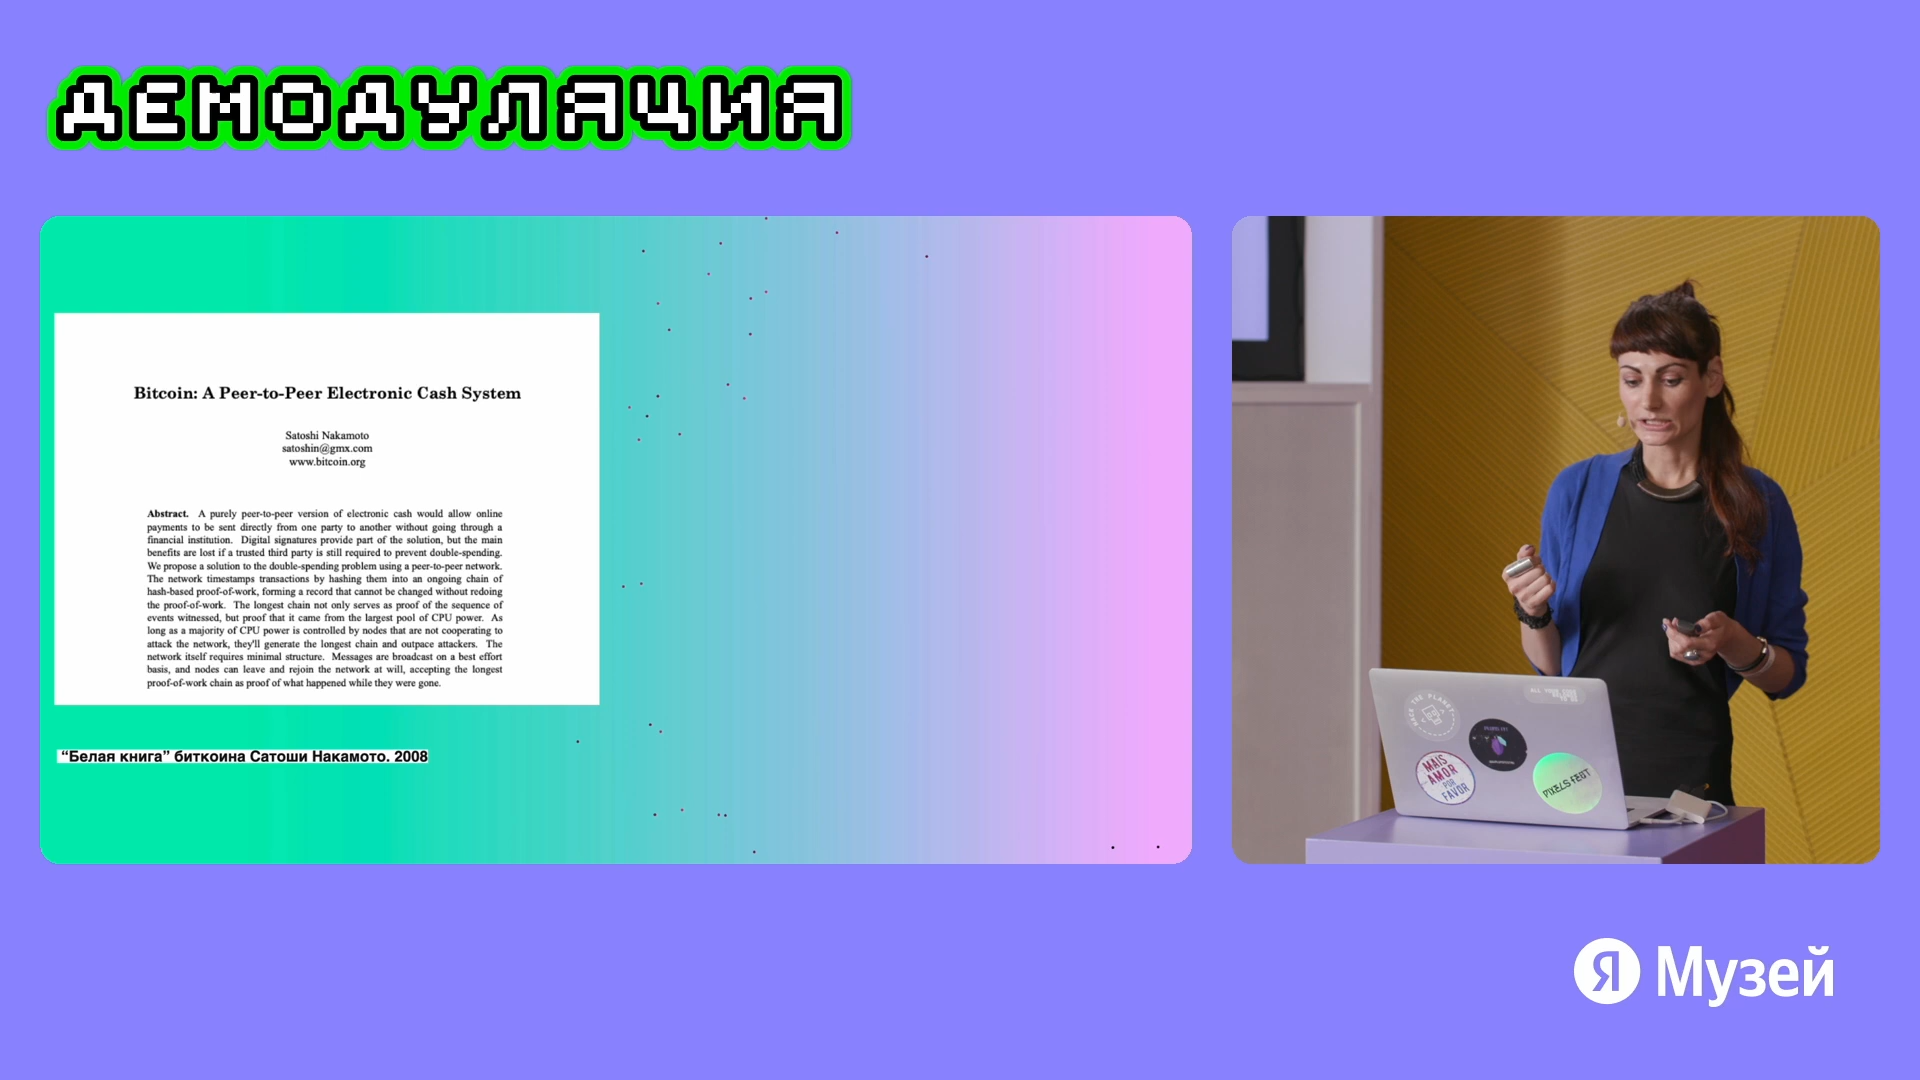 ДЕМОДУЛЯЦИЯ
Bitcoin: A Peer-to-Peer Electronic Cash System
Satoshi Nakamoto
satoshin@gmx.com
www.bitcoin.org
Abstract. A purely peer-to-peer version of electronic cash would allow online
payments to be sent directly from one party to another without going through a
financial institution. Digital signatures provide part of the solution, but the main
benefits are lost if a trusted third party is still required to prevent double-spending.
We propose a solution to the double-spending problem using a peer-to-peer network.
The network timestamps transactions by hashing them into an ongoing chain of
hash-based proof-of-work, forming a record that cannot be changed without redoing
the proof-of-work. The longest chain not only serves as proof of the sequence of
events witnessed, but proof that it came from the largest pool of CPU power. As
long as a majority of CPU power is controlled by nodes that are not cooperating to
attack the network, they'll generate the longest chain and outpace attackers. The
network itself requires minimal structure. Messages are broadcast on a best effort
basis, and nodes can leave and rejoin the network at will, accepting the longest
proof-of-work chain as proof of what happened while they were gone.
“Белая книга” биткоина Сатоши Накамото. 2008
HACK THE PLANET
ALL YOUR
MAIS
AMOR
POR
FAVOR
PIXELS FEST
Я Музей